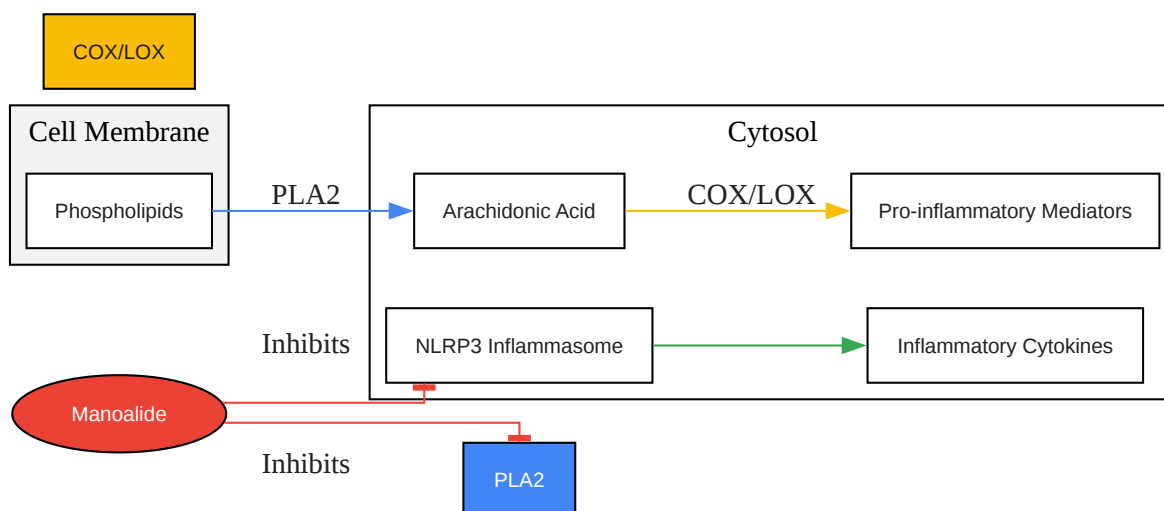 COX/LOX
Cell Membrane
Cytosol
Phospholipids
PLA2
Arachidonic Acid
COX/LOX
Pro-inflammatory Mediators
Inhibits
NLRP3 Inflammasome
Inflammatory Cytokines
Manoalide
Inhibits
PLA2